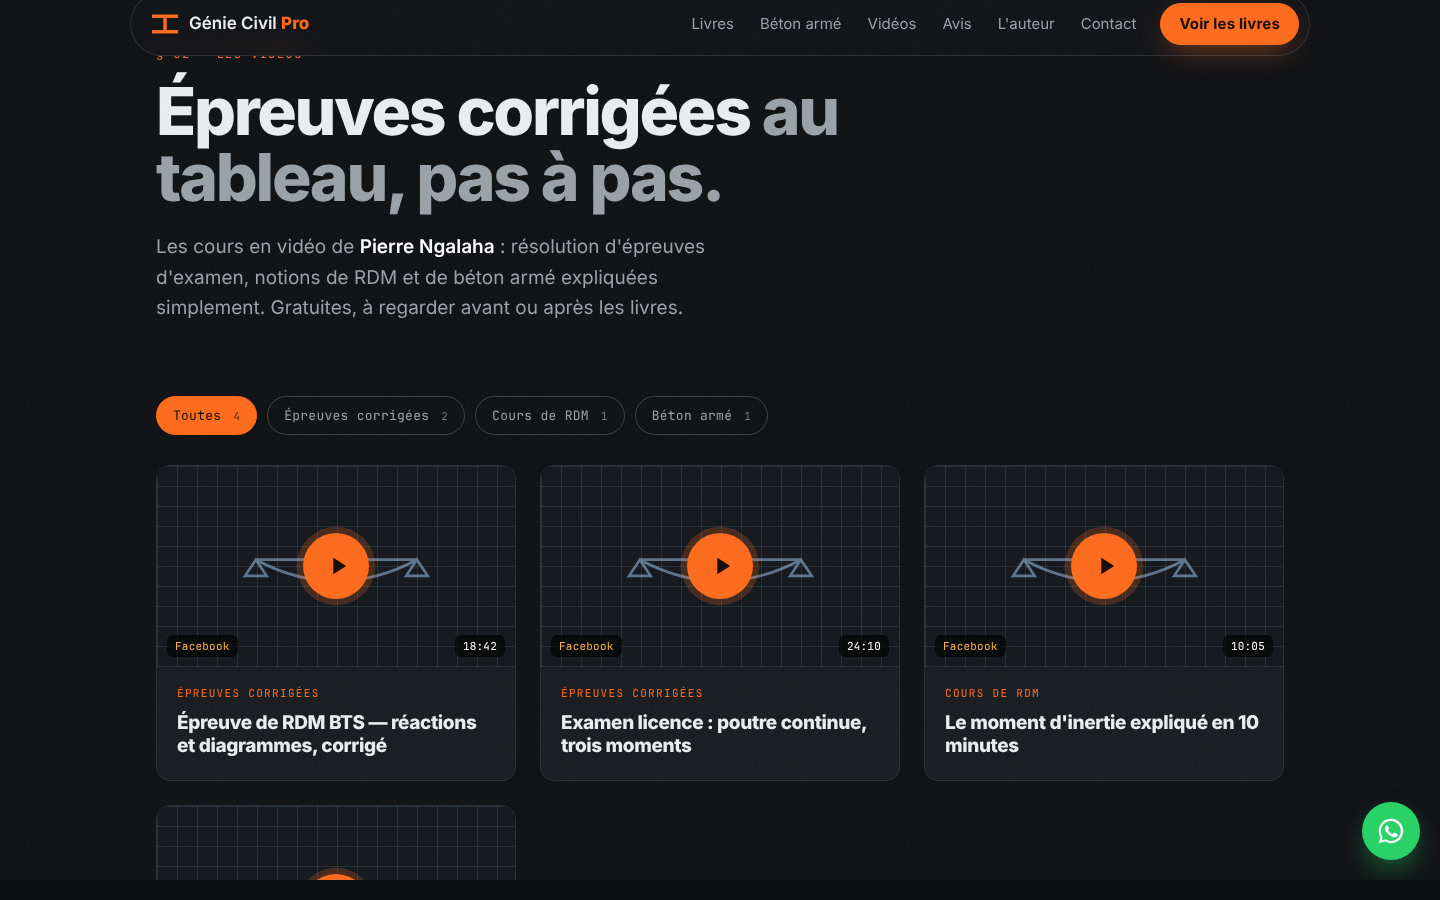 Génie Civil Pro
Livres
Béton armé
Vidéos
Avis
L'auteur
Contact
Voir les livres
Épreuves corrigées au
tableau, pas à pas.
Les cours en vidéo de Pierre Ngalaha : résolution d'épreuves
d'examen, notions de RDM et de béton armé expliquées
simplement. Gratuites, à regarder avant ou après les livres.
Toutes 4
Épreuves corrigées 2
Cours de RDM 1
Béton armé 1
Facebook
18:42
Facebook
24:10
Facebook
10:05
ÉPREUVES CORRIGÉES
Épreuve de RDM BTS — réactions
et diagrammes, corrigé
ÉPREUVES CORRIGÉES
Examen licence : poutre continue,
trois moments
COURS DE RDM
Le moment d'inertie expliqué en 10
minutes